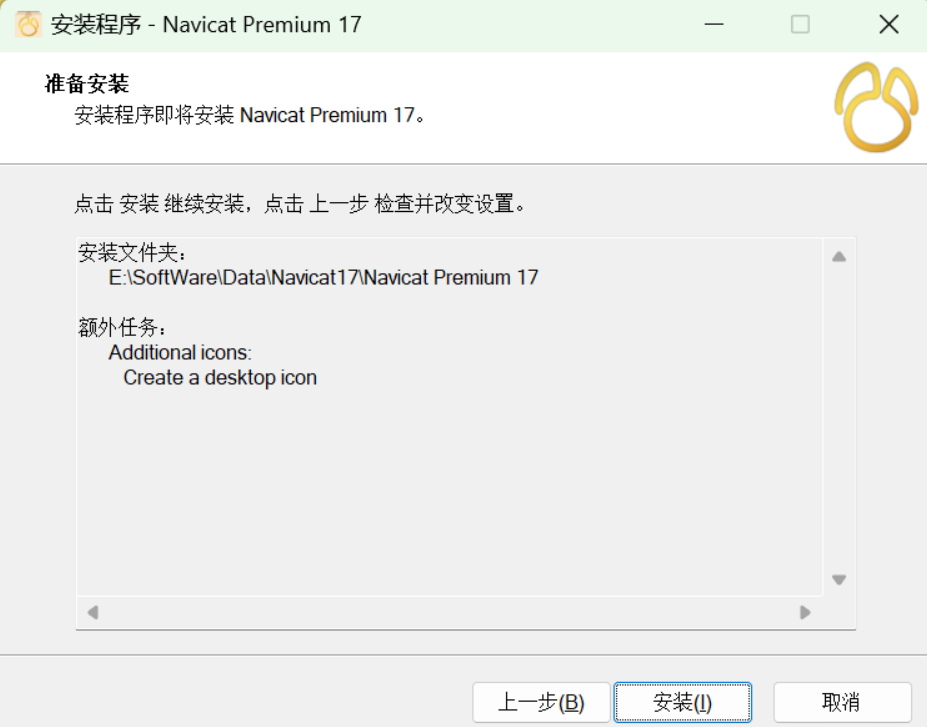 安装程序 - Navicat Premium 17
准备安装
安装程序即将安装 Navicat Premium 17。
点击 安装 继续安装，点击 上一步 检查并改变设置。
安装文件夹：
E:\SoftWare\Data\Navicat17\Navicat Premium 17
额外任务：
Additional icons:
Create a desktop icon
上一步(B) 安装(I) 取消